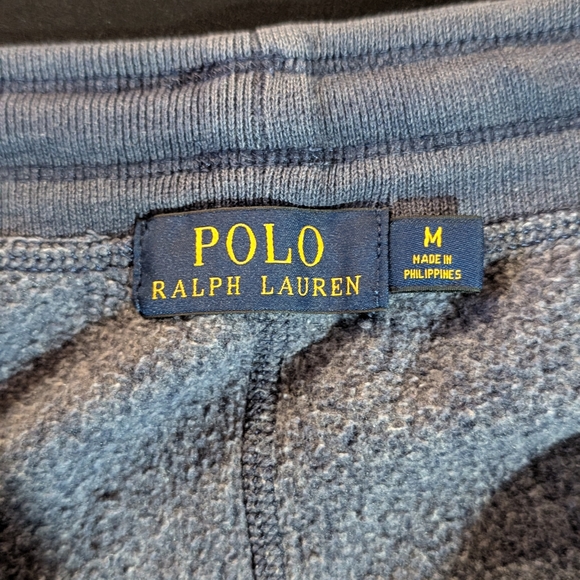 POLO
RALPH LAUREN
M
MADE IN
PHILIPPINES